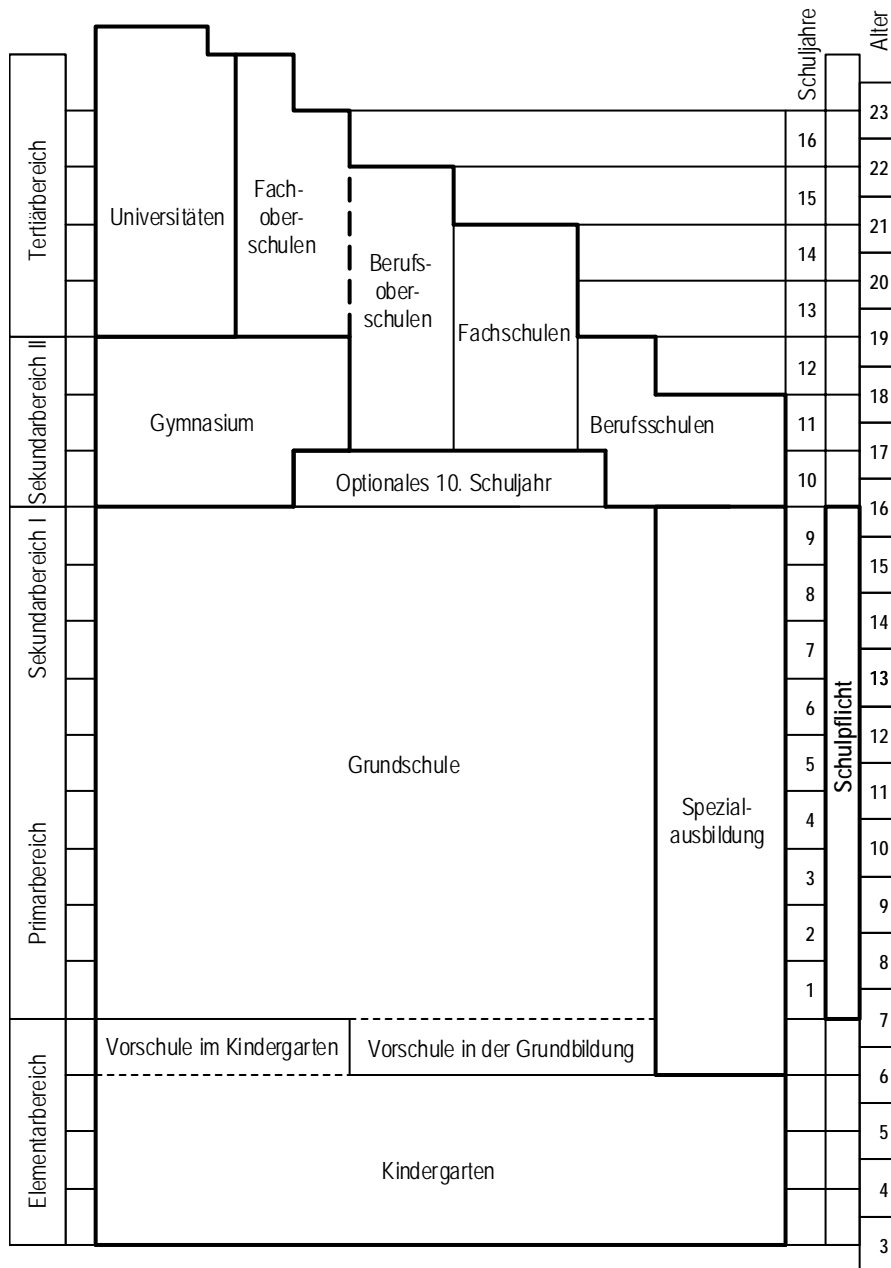 Schuljahre
Alter
Tertiärbereich
Sekundarbereich II
Sekundarbereich I
Primarbereich
Elementarbereich
Universitäten
Fach-
ober-
schulen
Berufs-
ober-
schulen
Fachschulen
Gymnasium
Berufsschulen
Optionales 10. Schuljahr
Grundschule
Spezial-
ausbildung
Vorschule im Kindergarten
Vorschule in der Grundbildung
Kindergarten
16
15
14
13
12
11
10
9
8
7
6
5
4
3
2
1
Schulpflicht
23
22
21
20
19
18
17
16
15
14
13
12
11
10
9
8
7
6
5
4
3